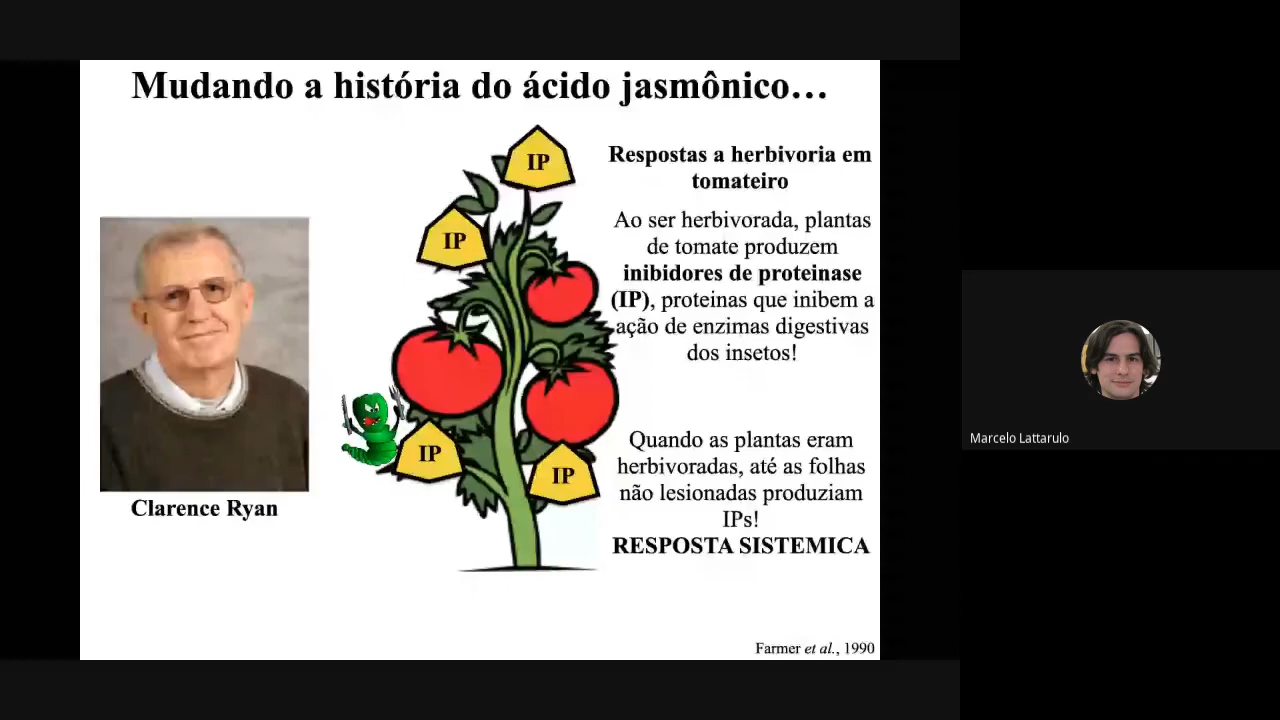 Mudando a história do ácido jasmônico…
IP
IP
IP
IP
Clarence Ryan
Respostas a herbivoria em
tomateiro
Ao ser herbivorada, plantas
de tomate produzem
inibidores de proteinase
(IP), proteinas que inibem a
ação de enzimas digestivas
dos insetos!
Quando as plantas eram
herbivoradas, até as folhas
não lesionadas produziam
IPs!
RESPOSTA SISTEMICA
Farmer et al., 1990
Marcelo Lattarulo